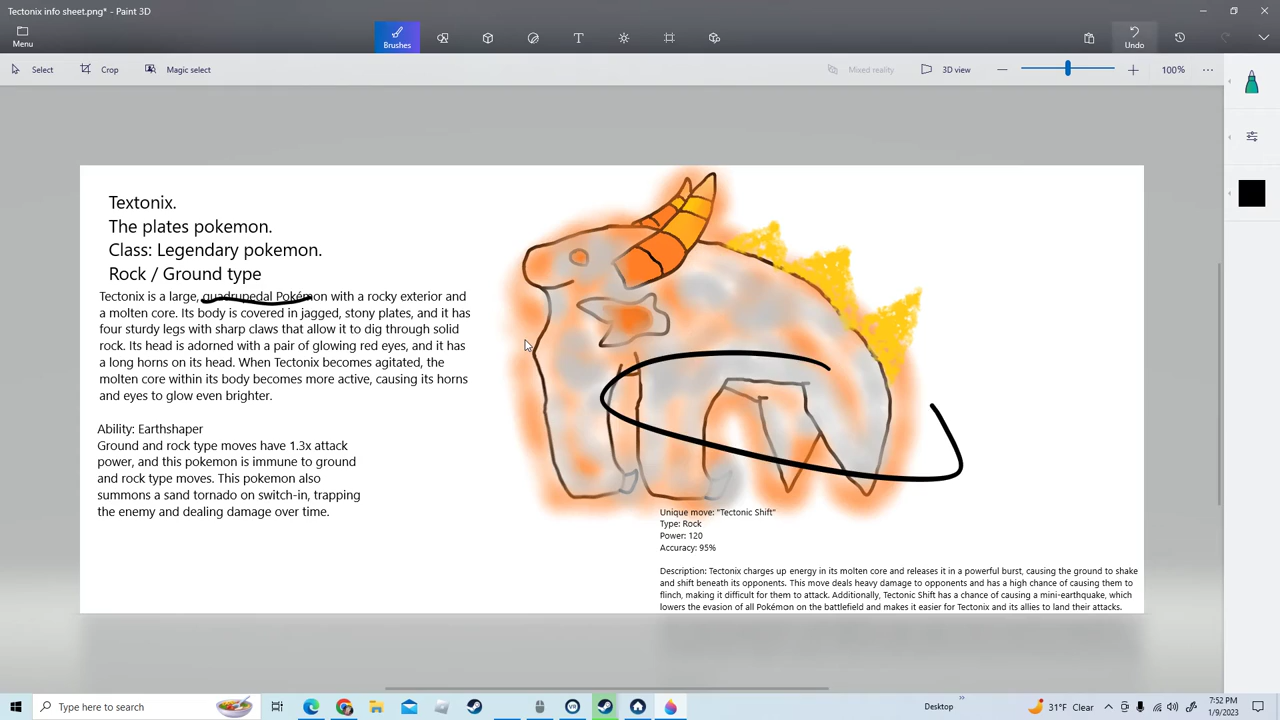 Tectonix info sheet.png* - Paint 3D
Menu
Brushes
Undo
Select
Crop
Magic select
Mixed reality
3D view
100%
Textonix.
The plates pokemon.
Class: Legendary pokemon.
Rock / Ground type
Tectonix is a large, quadrupedal Pokémon with a rocky exterior and
a molten core. Its body is covered in jagged, stony plates, and it has
four sturdy legs with sharp claws that allow it to dig through solid
rock. Its head is adorned with a pair of glowing red eyes, and it has
a long horns on its head. When Tectonix becomes agitated, the
molten core within its body becomes more active, causing its horns
and eyes to glow even brighter.
Ability: Earthshaper
Ground and rock type moves have 1.3x attack
power, and this pokemon is immune to ground
and rock type moves. This pokemon also
summons a sand tornado on switch-in, trapping
the enemy and dealing damage over time.
Unique move: "Tectonic Shift"
Type: Rock
Power: 120
Accuracy: 95%
Description: Tectonix charges up energy in its molten core and releases it in a powerful burst, causing the ground to shake
and shift beneath its opponents. This move deals heavy damage to opponents and has a high chance of causing them to
flinch, making it difficult for them to attack. Additionally, Tectonic Shift has a chance of causing a mini-earthquake, which
lowers the evasion of all Pokémon on the battlefield and makes it easier for Tectonix and its allies to land their attacks.
Type here to search
Desktop
31°F Clear
7:52 PM
1/9/2023